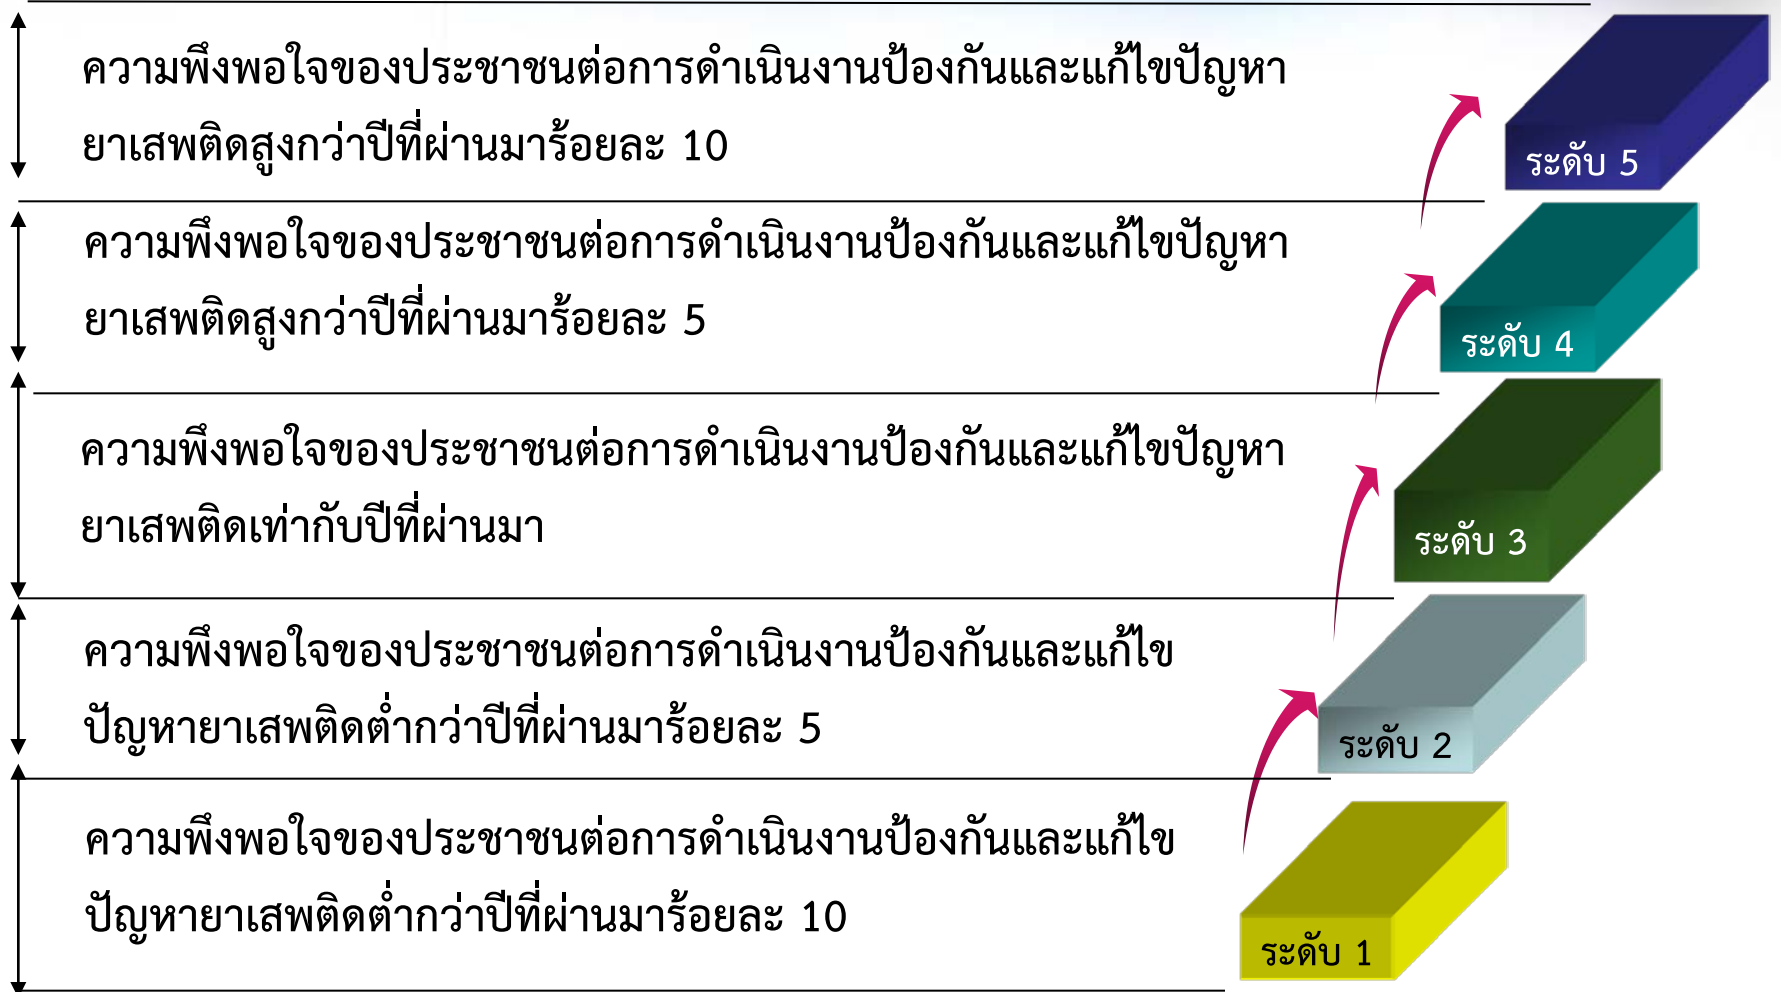 ความพึงพอใจของประชาชนต่อการดำเนินงานป้องกันและแก้ไขปัญหา
ยาเสพติดสูงกว่าปีที่ผ่านมาร้อยละ 10
ระดับ 5
ความพึงพอใจของประชาชนต่อการดำเนินงานป้องกันและแก้ไขปัญหา
ยาเสพติดสูงกว่าปีที่ผ่านมาร้อยละ 5
ระดับ 4
ความพึงพอใจของประชาชนต่อการดำเนินงานป้องกันและแก้ไขปัญหา
ยาเสพติดเท่ากับปีที่ผ่านมา
ระดับ 3
ความพึงพอใจของประชาชนต่อการดำเนินงานป้องกันและแก้ไข
ปัญหายาเสพติดต่ำกว่าปีที่ผ่านมาร้อยละ 5
ระดับ 2
ความพึงพอใจของประชาชนต่อการดำเนินงานป้องกันและแก้ไข
ปัญหายาเสพติดต่ำกว่าปีที่ผ่านมาร้อยละ 10
ระดับ 1